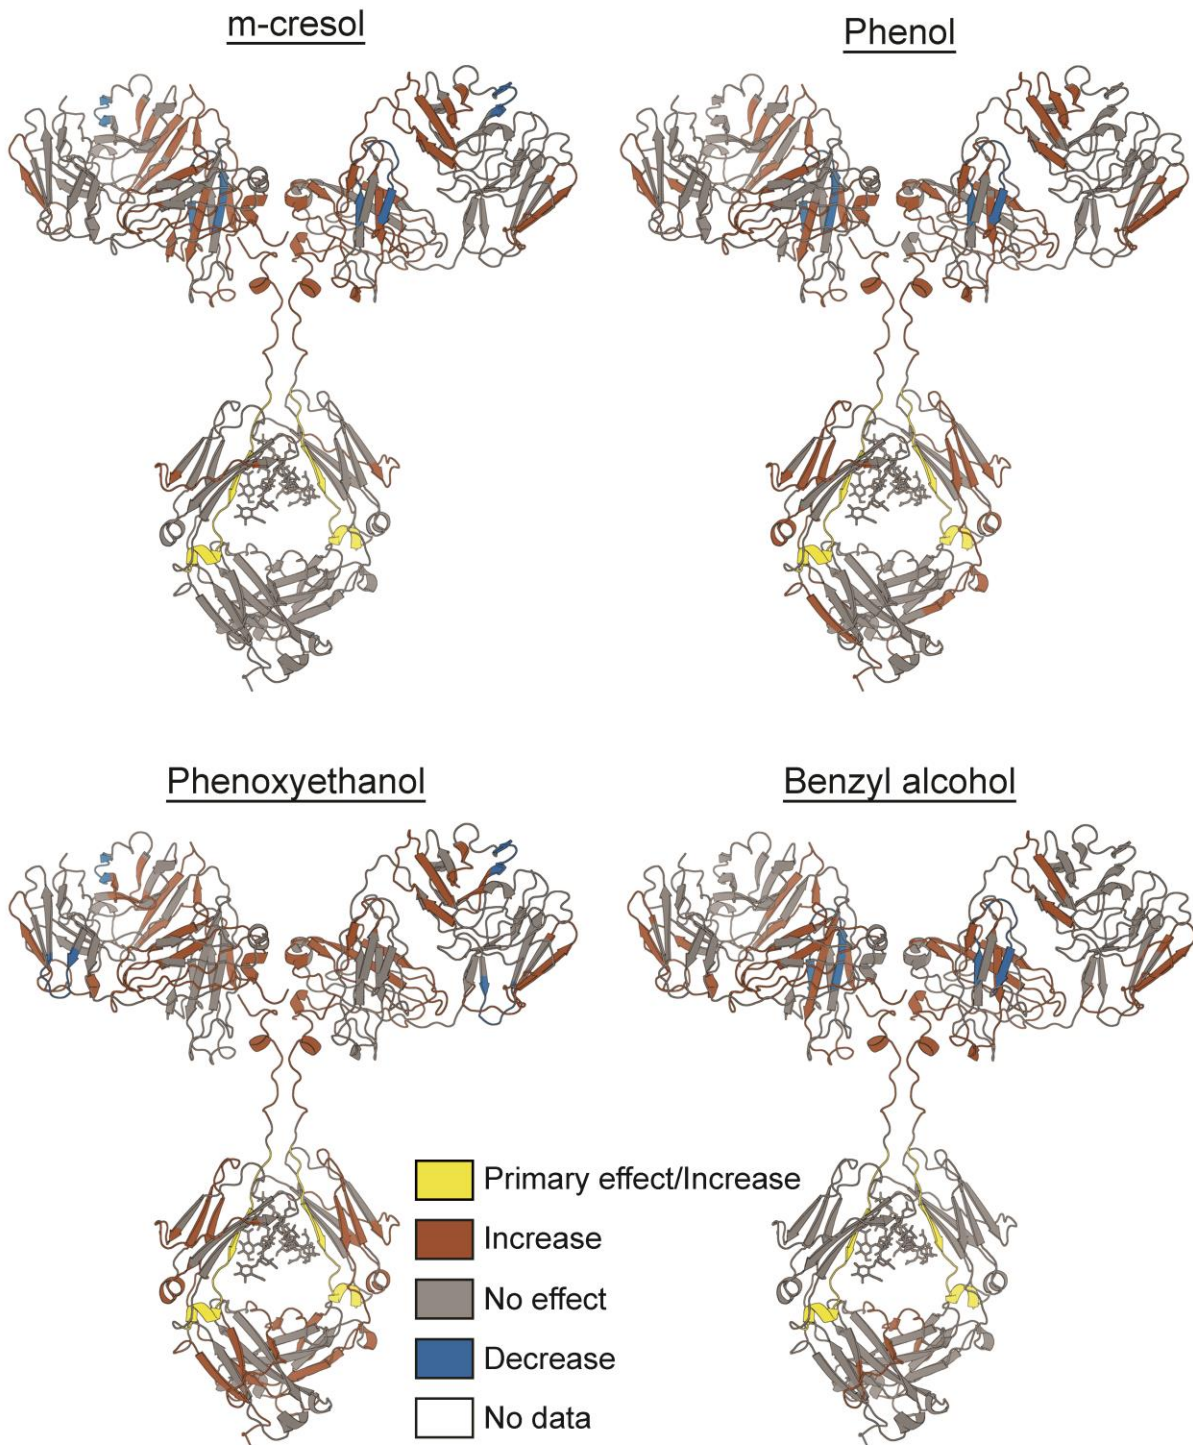 m-cresol
Phenol
Phenoxyethanol
Benzyl alcohol
Primary effect/Increase
Increase
No effect
Decrease
No data